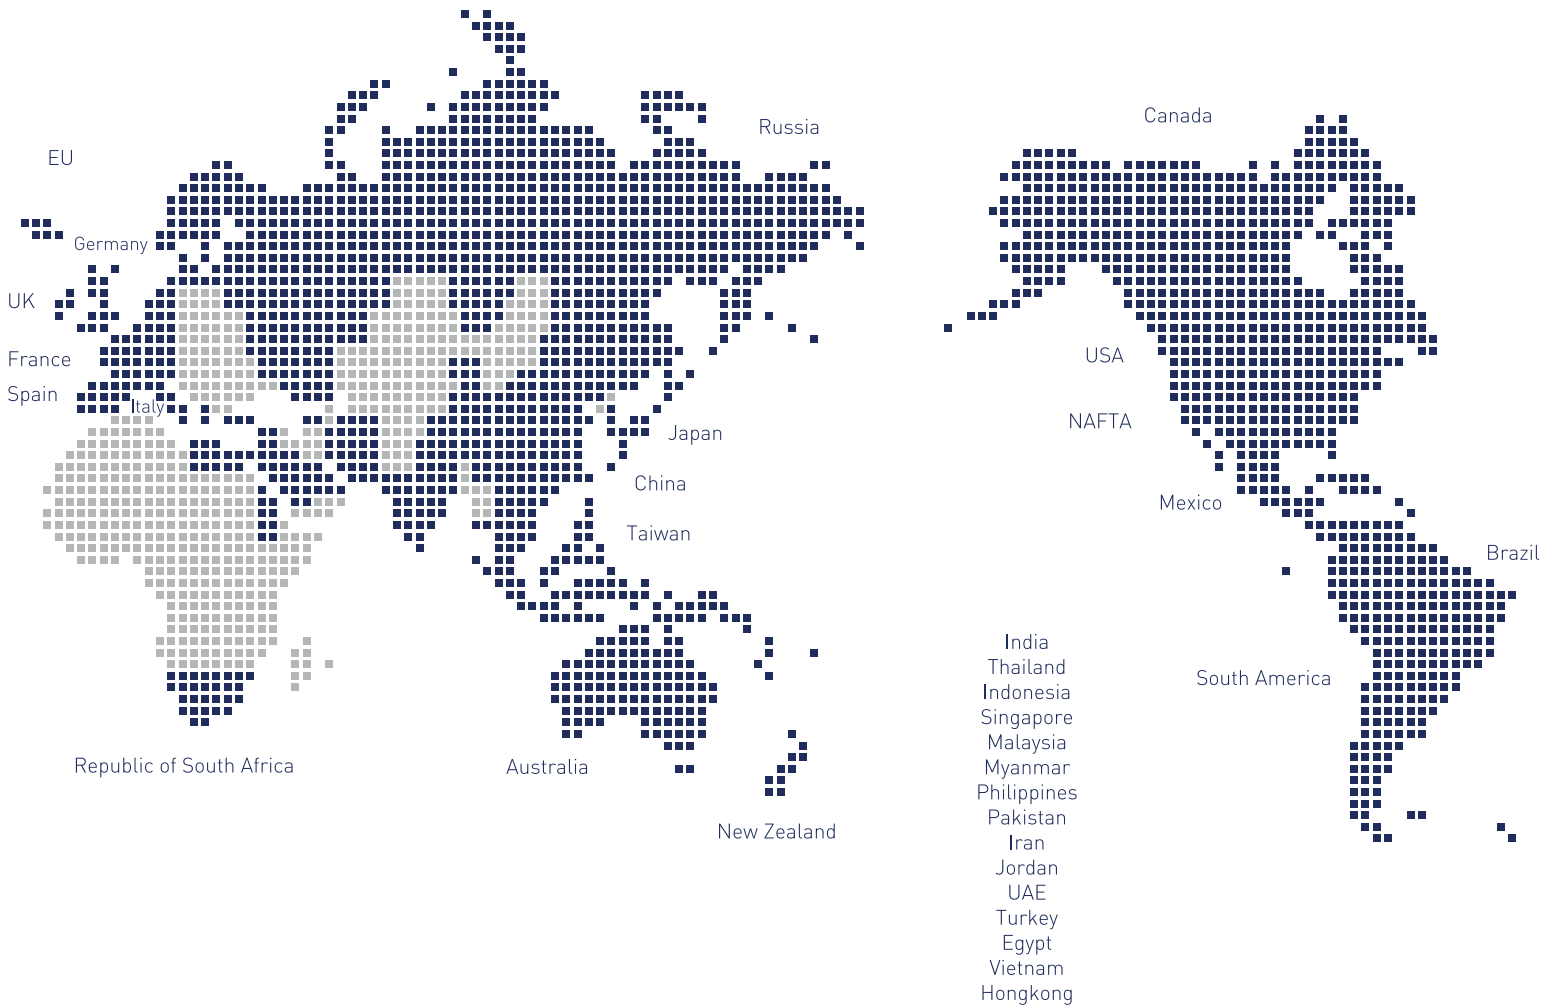 Canada
Russia
EU
Germany
UK
France
Spain
Italy
USA
NAFTA
Japan
China
Mexico
Taiwan
Brazil
South America
Republic of South Africa
Australia
New Zealand
India
Thailand
Indonesia
Singapore
Malaysia
Myanmar
Philippines
Pakistan
Iran
Jordan
UAE
Turkey
Egypt
Vietnam
Hongkong